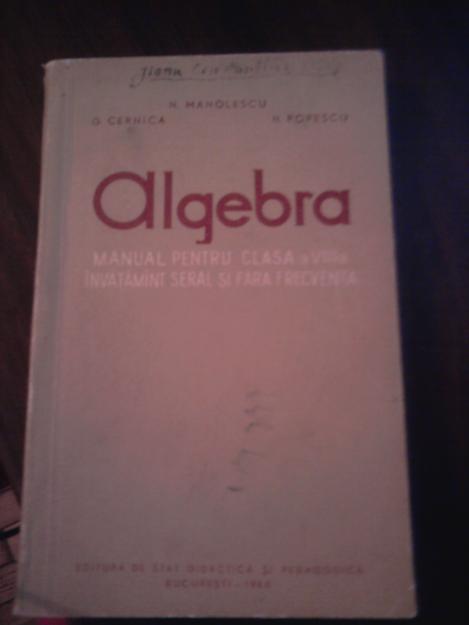 N. MANOLESCU
G. CERNICA N. POPESCU
algebra
MANUAL PENTRU CLASA a VIII-a
ÎNVĂȚĂMÎNT SERAL ȘI FĂRĂ FRECVENȚĂ
EDITURA DE STAT DIDACTICĂ ȘI PEDAGOGICĂ
BUCUREȘTI —